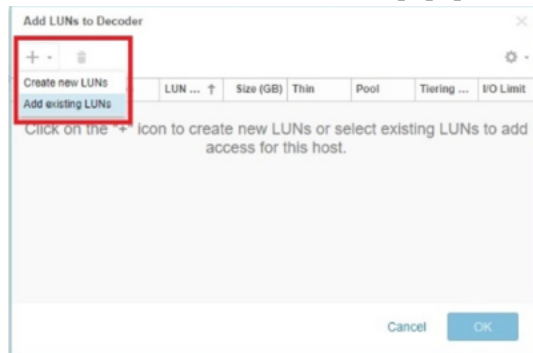 Add LUNs to Decoder
Create new LUNs
Add existing LUNs
LUN ... ↑ Size (GB) Thin Pool Tiering ... I/O Limit
Click on the "+" icon to create new LUNs or select existing LUNs to add
access for this host.
Cancel OK